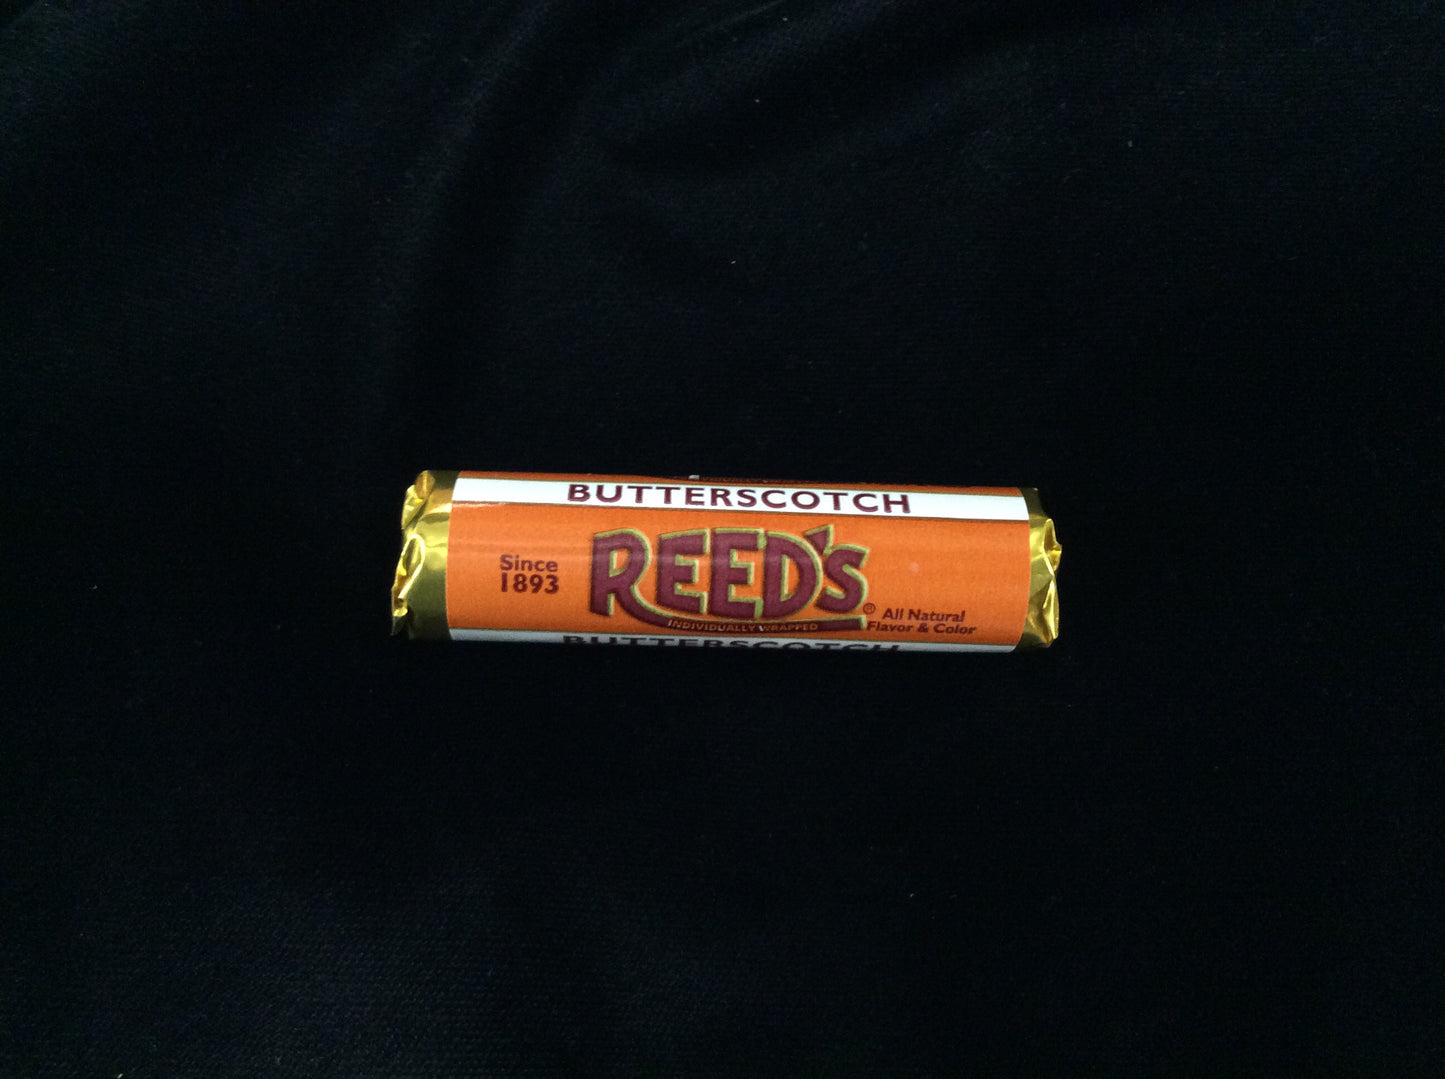 BUTTERSCOTCH
Since
1893
REED'S®
INDIVIDUALLY WRAPPED
All Natural
Flavor & Color
BUTTERSCOTCH